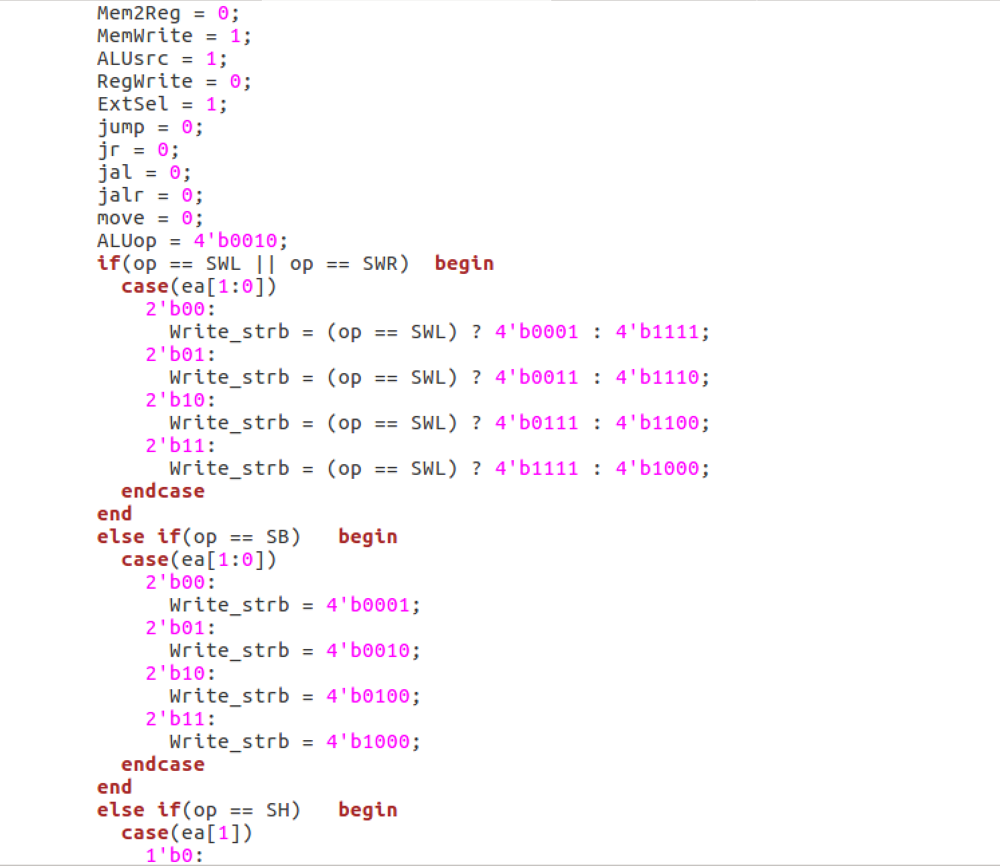 Mem2Reg = 0;
MemWrite = 1;
ALUsrc = 1;
RegWrite = 0;
ExtSel = 1;
jump = 0;
jr = 0;
jal = 0;
jalr = 0;
move = 0;
ALUop = 4'b0010;
if(op == SWL || op == SWR)  begin
  case(ea[1:0])
    2'b00:
      Write_strb = (op == SWL) ? 4'b0001 : 4'b1111;
    2'b01:
      Write_strb = (op == SWL) ? 4'b0011 : 4'b1110;
    2'b10:
      Write_strb = (op == SWL) ? 4'b0111 : 4'b1100;
    2'b11:
      Write_strb = (op == SWL) ? 4'b1111 : 4'b1000;
  endcase
end
else if(op == SB)   begin
  case(ea[1:0])
    2'b00:
      Write_strb = 4'b0001;
    2'b01:
      Write_strb = 4'b0010;
    2'b10:
      Write_strb = 4'b0100;
    2'b11:
      Write_strb = 4'b1000;
  endcase
end
else if(op == SH)   begin
  case(ea[1])
    1'b0: